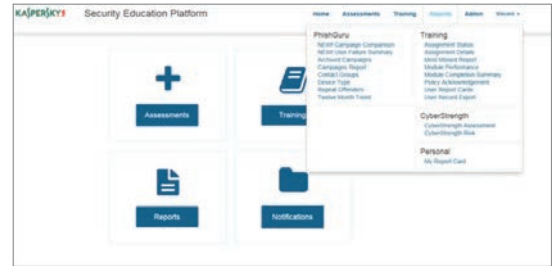 KASPERSKY Security Education Platform
Home Assessments Training Reports Admin
PhishGuru
NEW! Campaign Comparison
NEW! User Failure Summary
Archived Campaigns
Campaigns Report
Contact Groups
Device Type
Repeat Offenders
Twelve Month Trend
Training
Assignment Status
Assignment Details
Most Missed Report
Module Performance
Module Completion Summary
Policy Acknowledgement
User Report Cards
User Record Export
CyberStrength
CyberStrength Assessment
CyberStrength Risk
Personal
My Report Card
Assessments
Training
Reports
Notifications